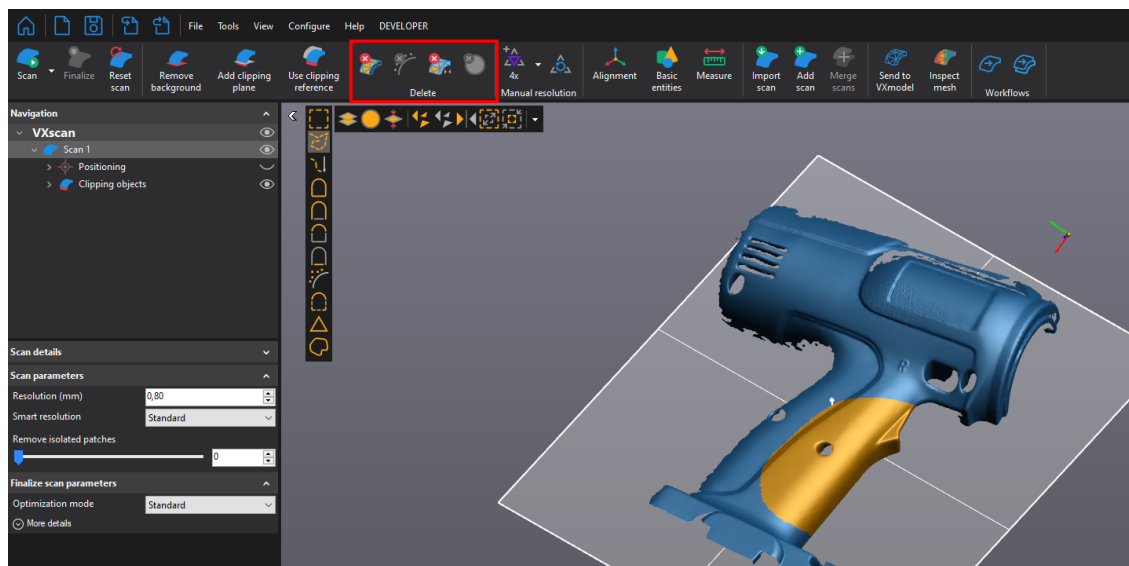 File Tools View Configure Help DEVELOPER
Scan
Finalize
Reset
scan
Remove
background
Add clipping
plane
Use clipping
reference
Delete
4x
Manual resolution
Alignment
Basic
entities
Measure
Import
scan
Add
scan
Merge
scans
Send to
VXmodel
Inspect
mesh
Workflows
Navigation
VXscan
Scan 1
Positioning
Clipping objects
Scan details
Scan parameters
Resolution (mm) 0,80
Smart resolution Standard
Remove isolated patches
0
Finalize scan parameters
Optimization mode Standard
More details
R